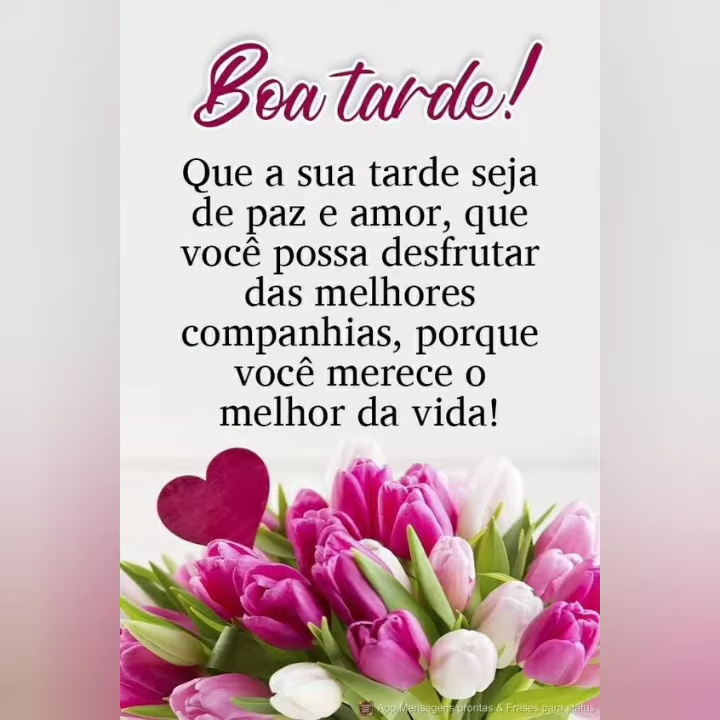 Boa tarde!
Que a sua tarde seja
de paz e amor, que
você possa desfrutar
das melhores
companhias, porque
você merece o
melhor da vida!
App Mensagens prontas & Frases para status